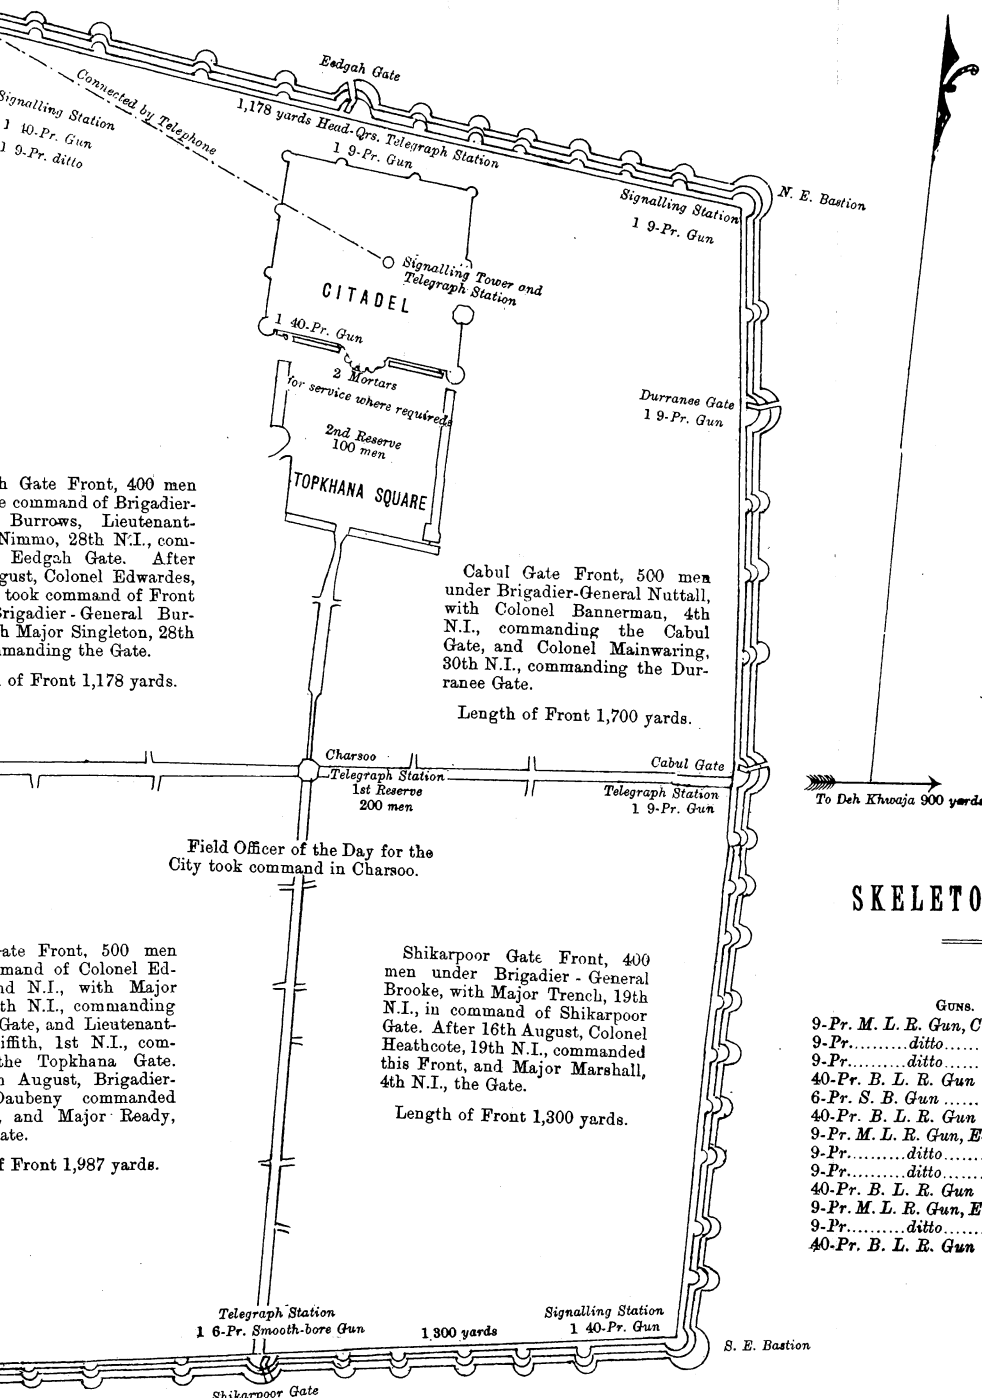 Eedgah Gate
Connected by Telephone
Signalling Station
1 40-Pr. Gun
1 9-Pr. ditto
1,178 yards Head-Qrs. Telegraph Station
1 9-Pr. Gun
N. E. Bastion
Signalling Station
1 9-Pr. Gun
Signalling Tower and
Telegraph Station
CITADEL
1 40-Pr. Gun
2 Mortars
for service where required
2nd Reserve
100 men
TOPKHANA SQUARE
Durranee Gate
1 9-Pr. Gun
h Gate Front, 400 men
e command of Brigadier-
Burrows, Lieutenant-
Nimmo, 28th N.I., com-
Eedgah Gate. After
gust, Colonel Edwardes,
took command of Front
Brigadier-General Bur-
h Major Singleton, 28th
manding the Gate.
of Front 1,178 yards.
Cabul Gate Front, 500 men
under Brigadier-General Nuttall,
with Colonel Bannerman, 4th
N.I., commanding the Cabul
Gate, and Colonel Mainwaring,
30th N.I., commanding the Dur-
ranee Gate.
Length of Front 1,700 yards.
Charsoo
Telegraph Station
1st Reserve
200 men
Cabul Gate
Telegraph Station
1 9-Pr. Gun
To Deh Khwaja 900 yards
Field Officer of the Day for the
City took command in Charsoo.
SKELETO
ate Front, 500 men
mand of Colonel Ed-
nd N.I., with Major
th N.I., commanding
Gate, and Lieutenant-
iffith, 1st N.I., com-
the Topkhana Gate.
h August, Brigadier-
Daubeny commanded
, and Major Ready,
ate.
f Front 1,987 yards.
Shikarpoor Gate Front, 400
men under Brigadier-General
Brooke, with Major Trench, 19th
N.I., in command of Shikarpoor
Gate. After 16th August, Colonel
Heathcote, 19th N.I., commanded
this Front, and Major Marshall,
4th N.I., the Gate.
Length of Front 1,300 yards.
GUNS.
9-Pr. M. L. R. Gun, C
9-Pr..........ditto......
9-Pr..........ditto......
40-Pr. B. L. R. Gun
6-Pr. S. B. Gun ......
40-Pr. B. L. R. Gun
9-Pr. M. L. R. Gun, E
9-Pr..........ditto......
9-Pr..........ditto......
40-Pr. B. L. R. Gun
9-Pr. M. L. R. Gun, E
9-Pr..........ditto......
40-Pr. B. L. R. Gun
Telegraph Station
1 6-Pr. Smooth-bore Gun
1,300 yards
Signalling Station
1 40-Pr. Gun
S. E. Bastion
Shikarpoor Gate